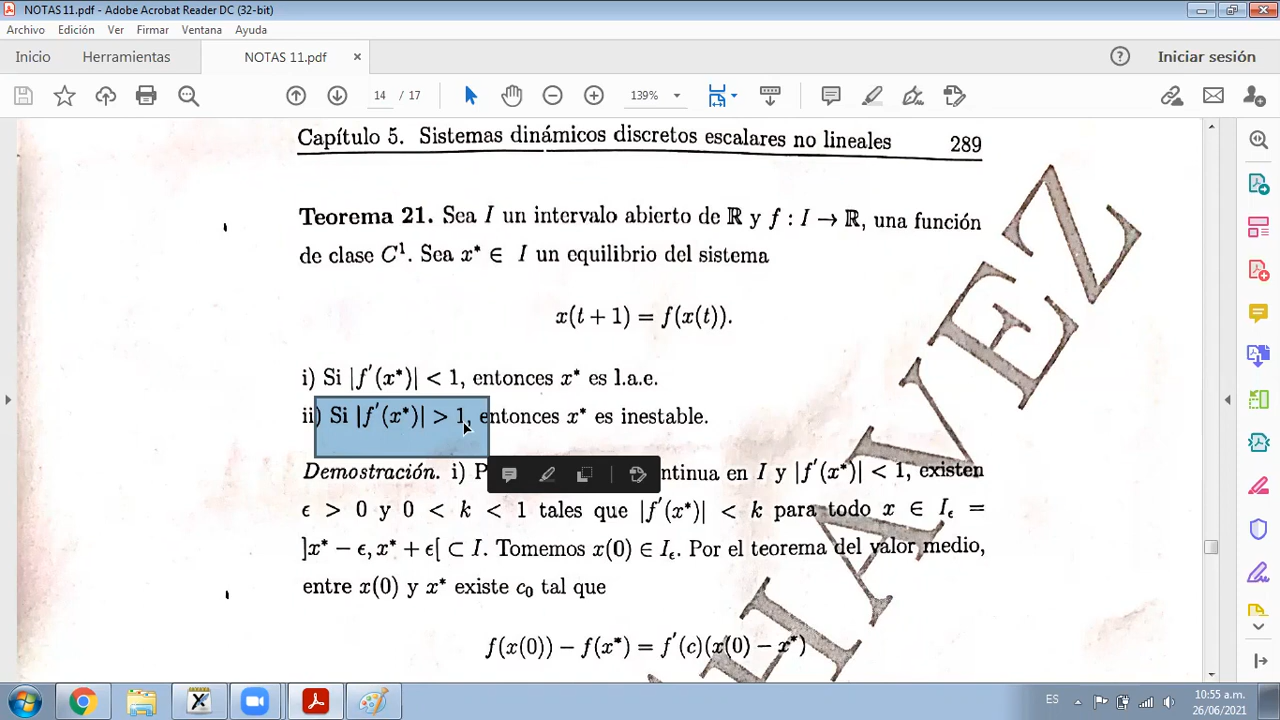 NOTAS 11.pdf - Adobe Acrobat Reader DC (32-bit)
Archivo Edición Ver Firmar Ventana Ayuda
Inicio Herramientas NOTAS 11.pdf × Iniciar sesión
14 / 17 139%
Capítulo 5. Sistemas dinámicos discretos escalares no lineales 289
Teorema 21. Sea I un intervalo abierto de ℝ y f : I → ℝ, una función
de clase C¹. Sea x* ∈ I un equilibrio del sistema
x(t + 1) = f(x(t)).
i) Si |f′(x*)| < 1, entonces x* es l.a.e.
ii) Si |f′(x*)| > 1, entonces x* es inestable.
Demostración. i) P ntinua en I y |f′(x*)| < 1, existen
ϵ > 0 y 0 < k < 1 tales que |f′(x*)| < k para todo x ∈ Iϵ =
]x* − ϵ, x* + ϵ[ ⊂ I. Tomemos x(0) ∈ Iϵ. Por el teorema del valor medio,
entre x(0) y x* existe c₀ tal que
f(x(0)) − f(x*) = f′(c)(x(0) − x*)
HAVEZ
ES 10:55 a.m.
26/06/2021